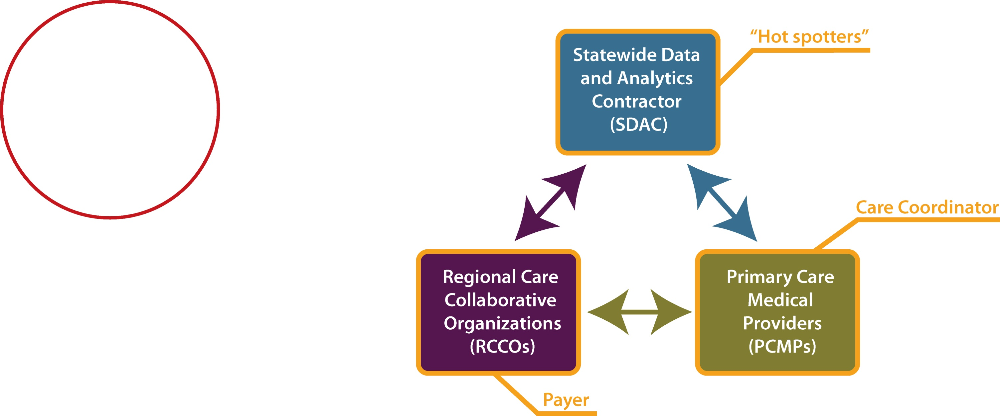 “Hot spotters”
Statewide Data
and Analytics
Contractor
(SDAC)
Care Coordinator
Regional Care
Collaborative
Organizations
(RCCOs)
Primary Care
Medical
Providers
(PCMPs)
Payer